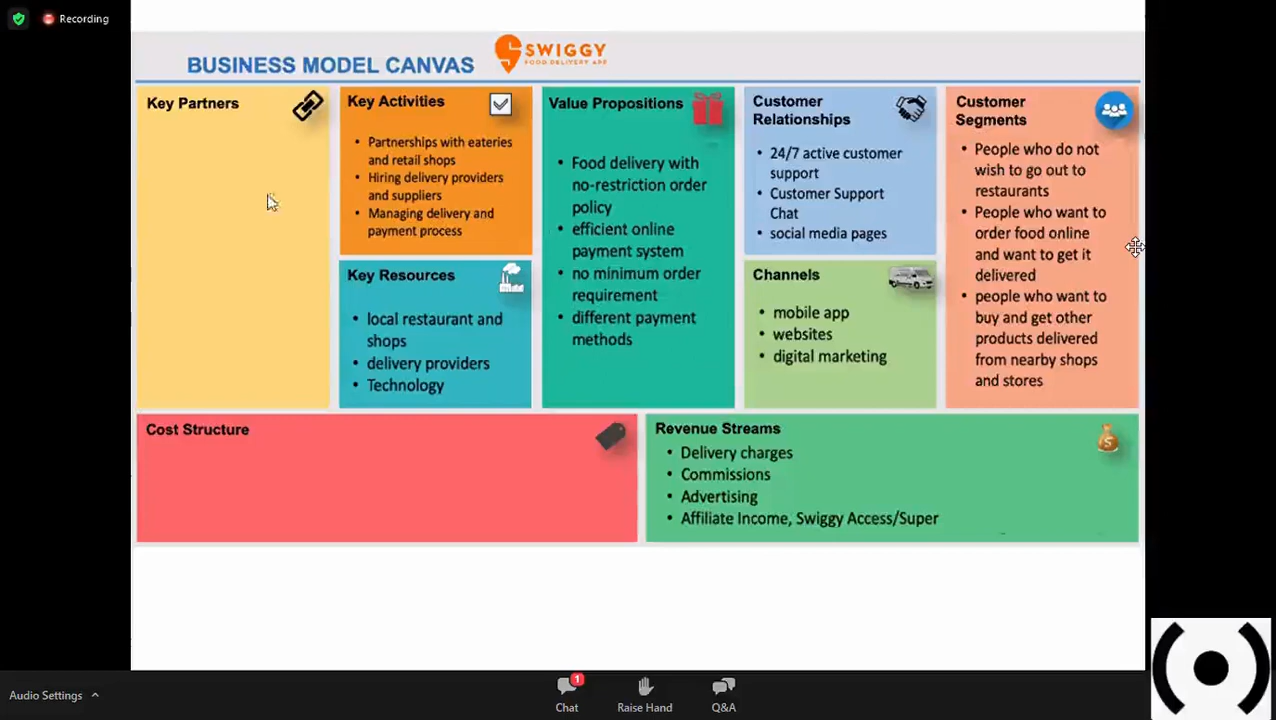 Recording
BUSINESS MODEL CANVAS
SWIGGY
FOOD DELIVERY APP
Key Partners
Key Activities
• Partnerships with eateries
and retail shops
• Hiring delivery providers
and suppliers
• Managing delivery and
payment process
Key Resources
• local restaurant and
shops
• delivery providers
• Technology
Value Propositions
• Food delivery with
no-restriction order
policy
• efficient online
payment system
• no minimum order
requirement
• different payment
methods
Customer
Relationships
• 24/7 active customer
support
• Customer Support
Chat
• social media pages
Channels
• mobile app
• websites
• digital marketing
Customer
Segments
• People who do not
wish to go out to
restaurants
• People who want to
order food online
and want to get it
delivered
• people who want to
buy and get other
products delivered
from nearby shops
and stores
Cost Structure
Revenue Streams
• Delivery charges
• Commissions
• Advertising
• Affiliate Income, Swiggy Access/Super
Audio Settings
1
Chat
Raise Hand
Q&A